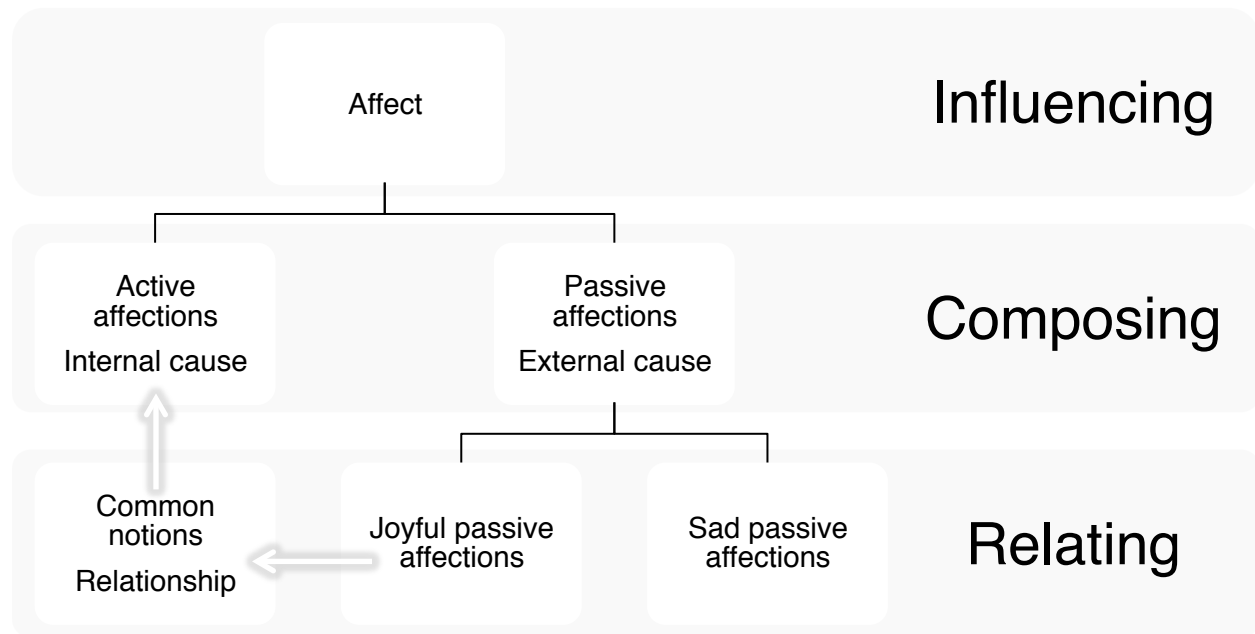 Affect
Influencing
Active
affections
Internal cause
Passive
affections
External cause
Composing
Common
notions
Relationship
Joyful passive
affections
Sad passive
affections
Relating